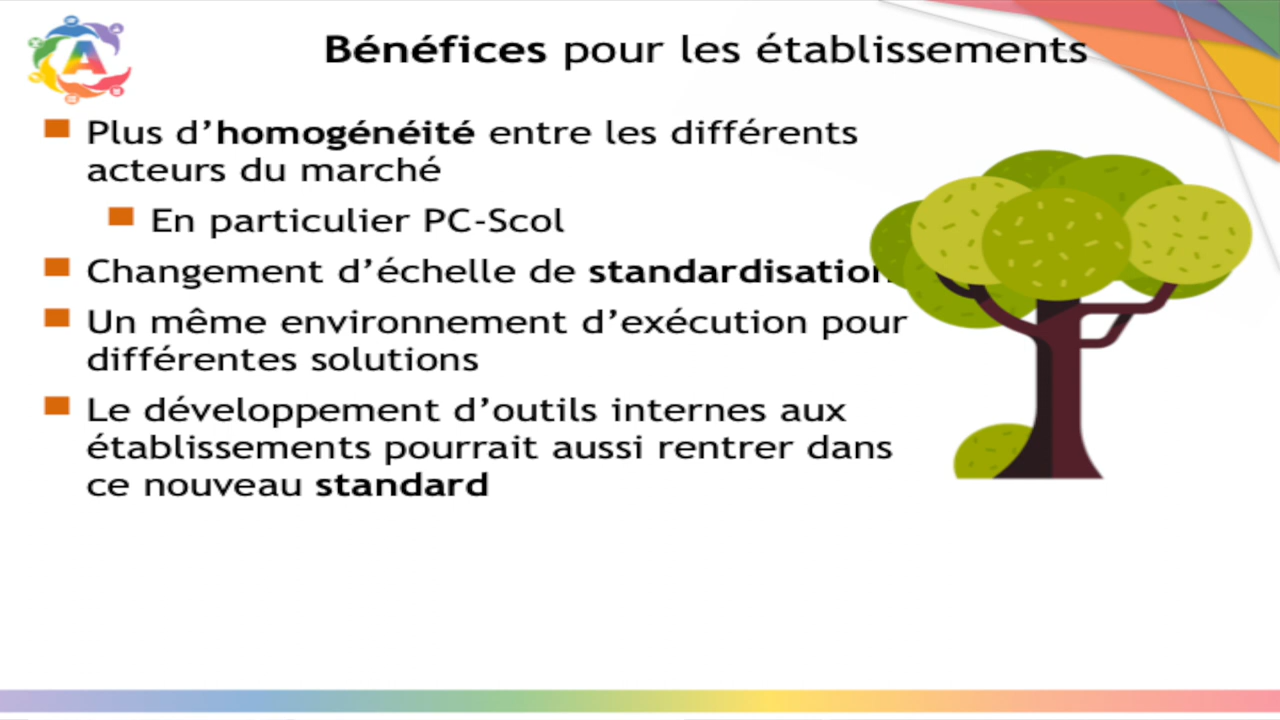 A
Bénéfices pour les établissements
Plus d’homogénéité entre les différents
acteurs du marché
En particulier PC-Scol
Changement d’échelle de standardisation
Un même environnement d’exécution pour
différentes solutions
Le développement d’outils internes aux
établissements pourrait aussi rentrer dans
ce nouveau standard